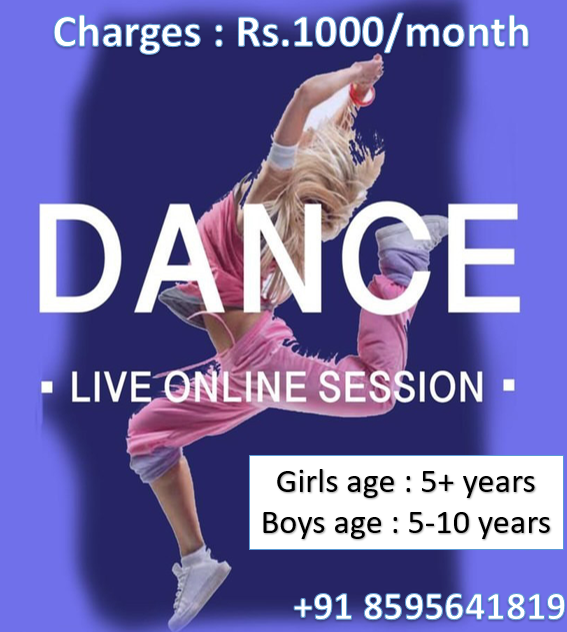 Charges : Rs.1000/month
DANCE
▪ LIVE ONLINE SESSION ▪
Girls age : 5+ years
Boys age : 5-10 years
+91 8595641819